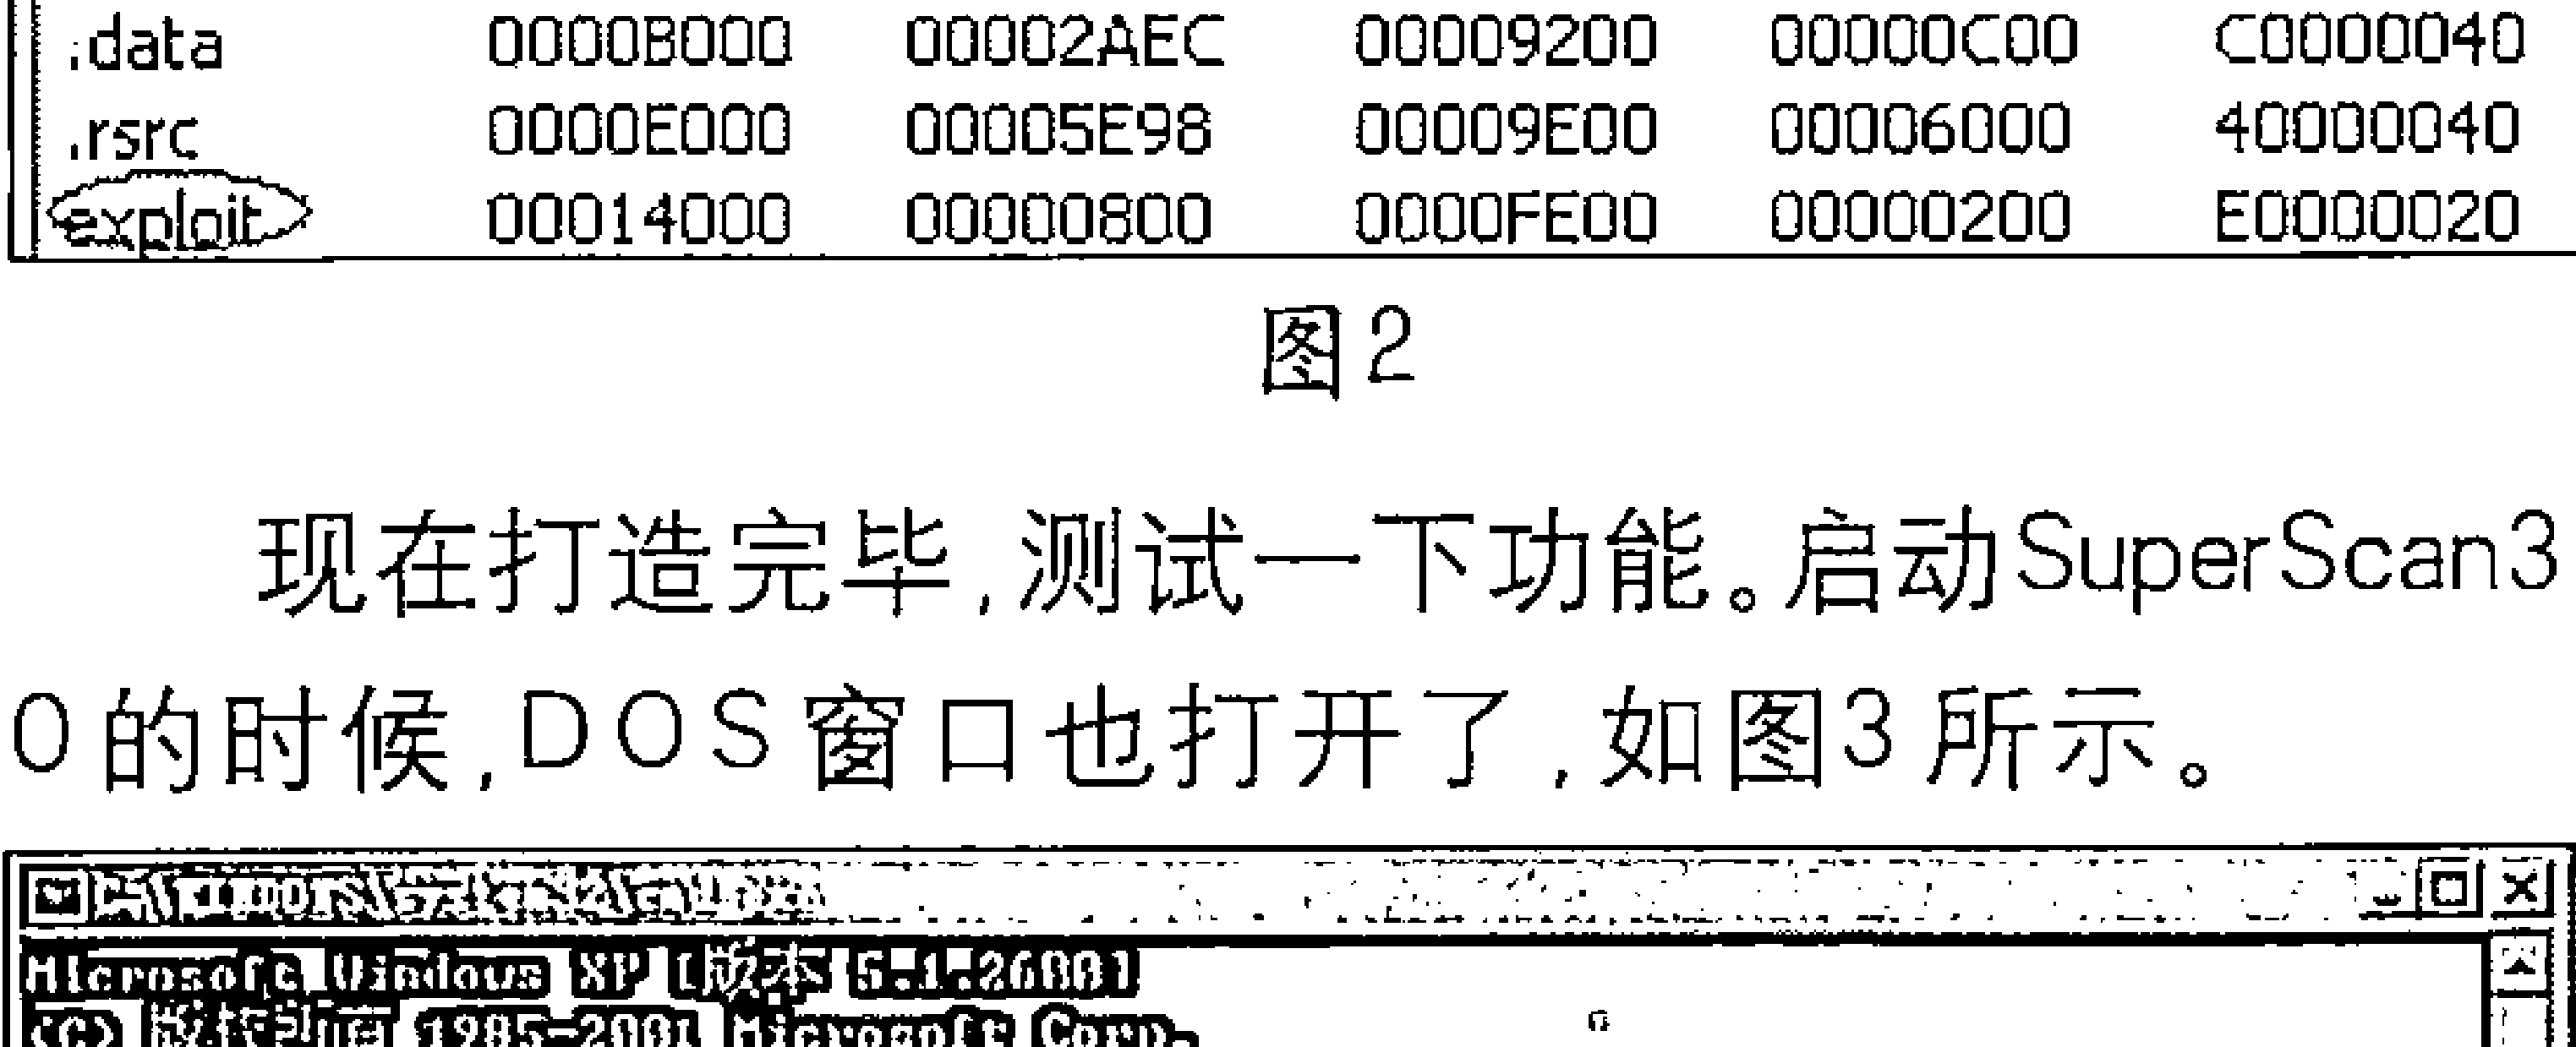 .data 0000B000 00002AEC 00009200 00000C00 C0000040
.rsrc 0000E000 00005E98 00009E00 00006000 40000040
exploit 00014000 00000800 0000FE00 00000200 E0000020
图2
现在打造完毕,测试一下功能。启动SuperScan3
0的时候,DOS窗口也打开了,如图3所示。
Microsoft Windows XP [版本 5.1.2600]
(C) 版权所有 1985-2001 Microsoft Corp.